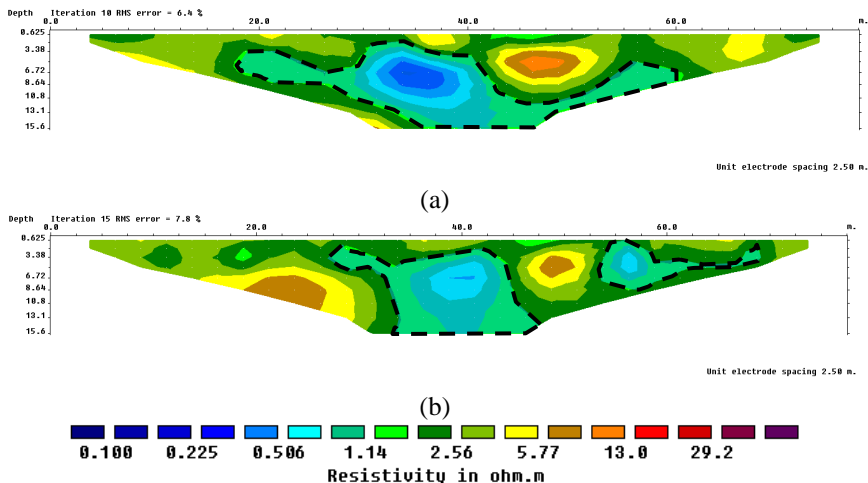 Depth Iteration 10 RMS error = 6.4 %
0.0 20.0 40.0 60.0 m.
0.625
3.38
6.72
8.64
10.8
13.1
15.6
Unit electrode spacing 2.50 m.
(a)
Depth Iteration 15 RMS error = 7.8 %
0.0 20.0 40.0 60.0 m.
0.625
3.38
6.72
8.64
10.8
13.1
15.6
Unit electrode spacing 2.50 m.
(b)
0.100 0.225 0.506 1.14 2.56 5.77 13.0 29.2
Resistivity in ohm.m